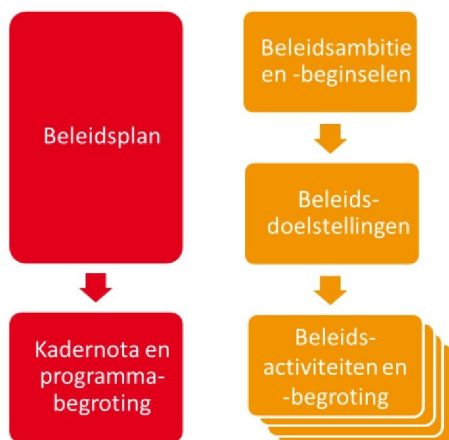 Beleidsplan
Kadernota en
programma-
begroting
Beleidsambitie
en -beginselen
Beleids-
doelstellingen
Beleids-
activiteiten en
-begroting